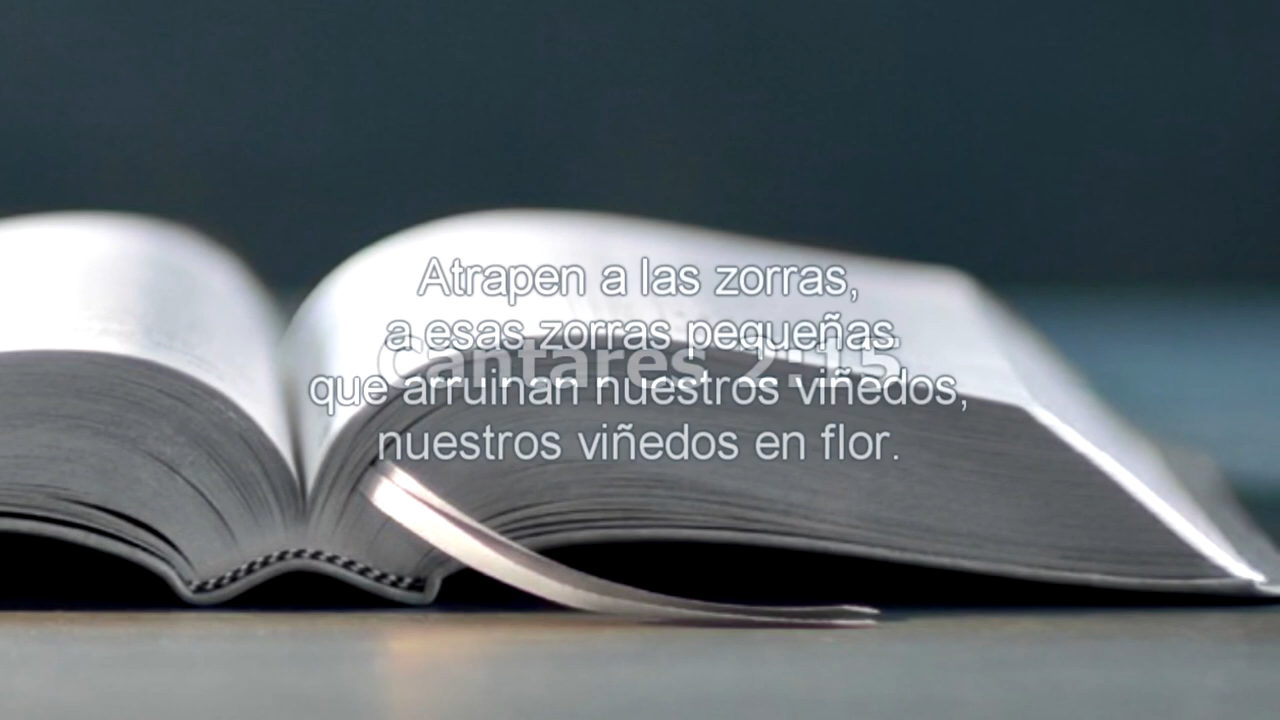 Atrapen a las zorras,
a esas zorras pequeñas
Cantares 2:15
que arruinan nuestros viñedos,
nuestros viñedos en flor.